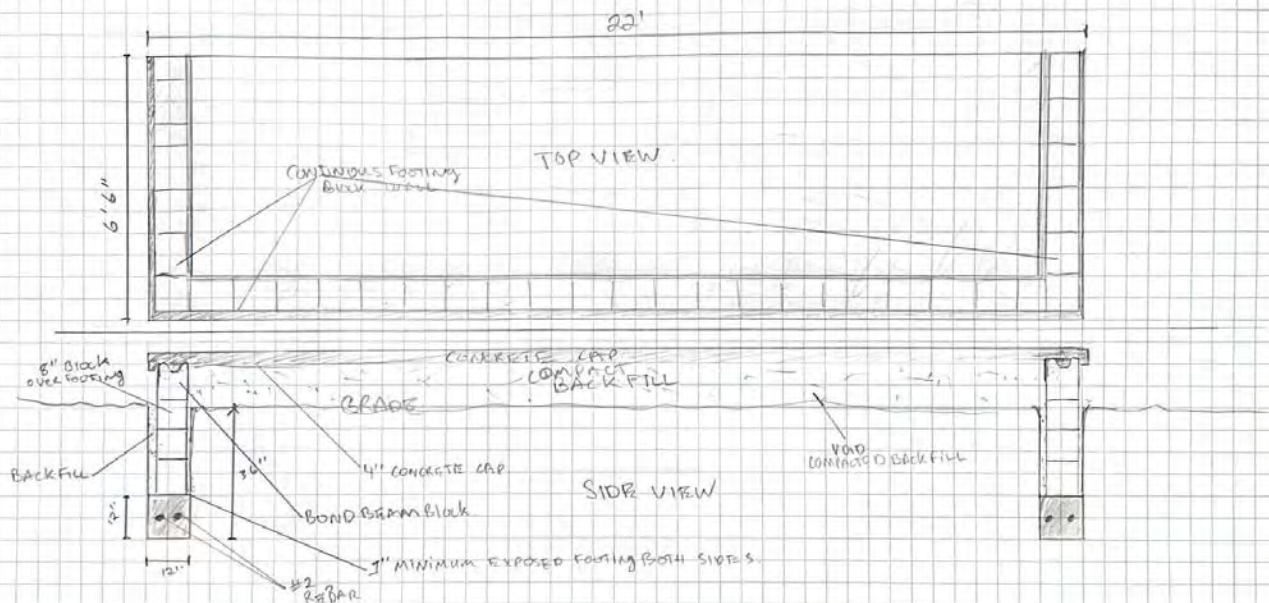 22'
6'6"
TOP VIEW
CONTINOUS FOOTING
BLOCK WALL
CONCRETE CAP
COMPACT
BACK FILL
8" BLOCK
OVER FOOTING
GRADE
BACKFILL
36"
4" CONCRETE CAP
VOID
COMPACTED BACKFILL
SIDE VIEW
12"
BOND BEAM BLOCK
1" MINIMUM EXPOSED FOOTING BOTH SIDES
12"
#2
REBAR